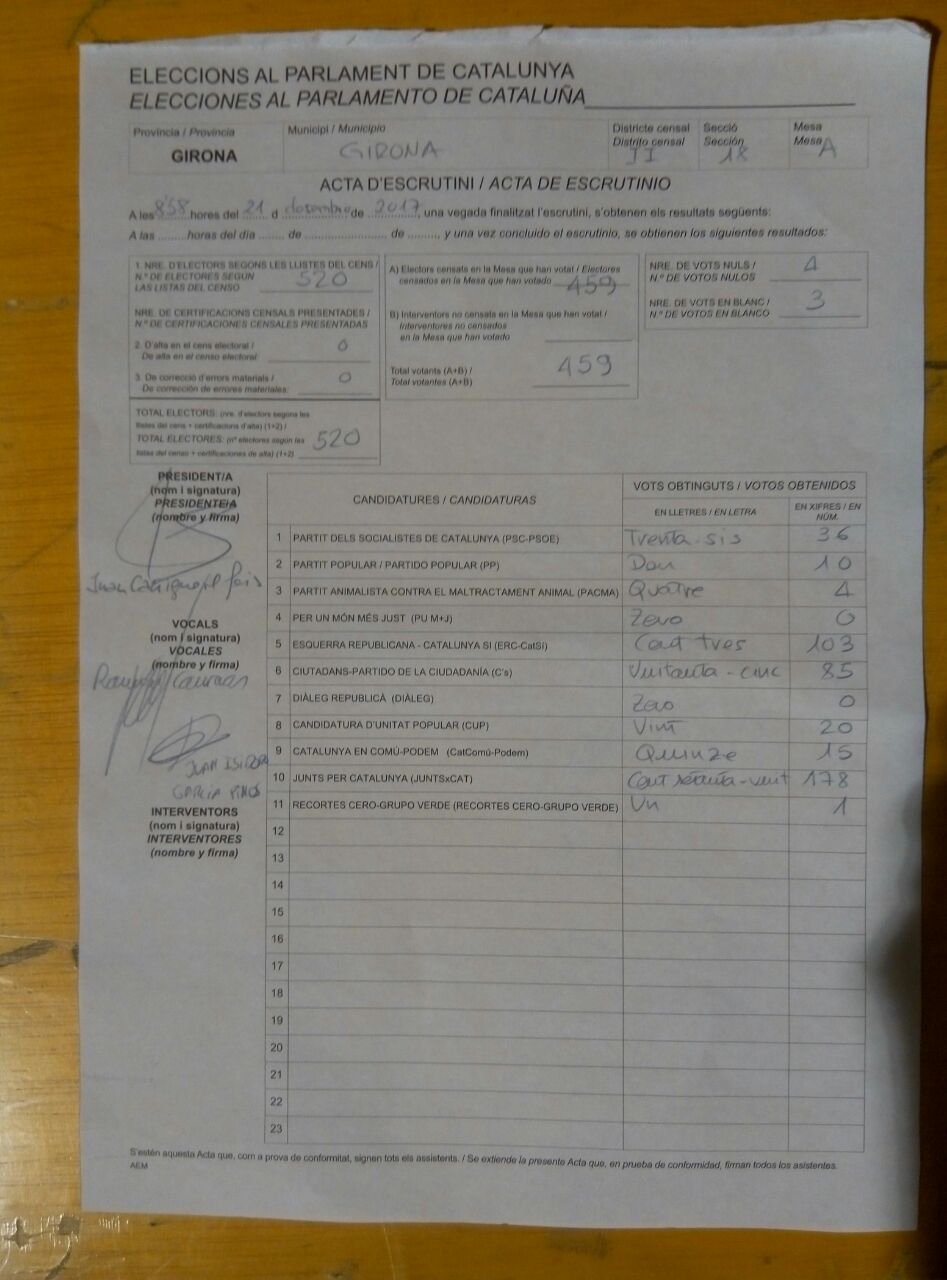 ELECCIONS AL PARLAMENT DE CATALUNYA
ELECCIONES AL PARLAMENTO DE CATALUÑA
Provincia / Provincia
GIRONA
Municipi / Municipio
GIRONA
Districte censal
Distrito censal
II
Secció
Sección
18
Mesa
Mesa A
ACTA D'ESCRUTINI / ACTA DE ESCRUTINIO
A les 8'58 hores del 21 d desembre de 2017, una vegada finalitzat l'escrutini, s'obtenen els resultats següents:
A las ........ horas del día ....... de ...................... de ........, y una vez concluido el escrutinio, se obtienen los siguientes resultados:
1. NRE. D'ELECTORS SEGONS LES LLISTES DEL CENS /
N.º DE ELECTORES SEGÚN
LAS LISTAS DEL CENSO
520
NRE. DE CERTIFICACIONS CENSALS PRESENTADES /
N.º DE CERTIFICACIONES CENSALES PRESENTADAS
2. D'alta en el cens electoral /
De alta en el censo electoral
0
3. De correcció d'errors materials /
De corrección de errores materiales:
0
TOTAL ELECTORS: (nre. d'electors segons les
llistes del cens + certificacions d'alta) (1+2) /
TOTAL ELECTORES: (nº electores según las
listas del censo + certificaciones de alta) (1+2)
520
A) Electors censats en la Mesa que han votat / Electores
censados en la Mesa que han votado
459
B) Interventors no censats en la Mesa que han votat /
Interventores no censados
en la Mesa que han votado
Total votants (A+B) /
Total votantes (A+B)
459
NRE. DE VOTS NULS /
N.º DE VOTOS NULOS
4
NRE. DE VOTS EN BLANC /
N.º DE VOTOS EN BLANCO
3
PRESIDENT/A
(nom i signatura)
PRESIDENTE/A
(nombre y firma)
Juan
VOCALS
(nom i signatura)
VOCALES
(nombre y firma)
JUAN ISIDORO
GARCIA
INTERVENTORS
(nom i signatura)
INTERVENTORES
(nombre y firma)
CANDIDATURES / CANDIDATURAS
VOTS OBTINGUTS / VOTOS OBTENIDOS
EN LLETRES / EN LETRA
EN XIFRES / EN NÚM.
1 PARTIT DELS SOCIALISTES DE CATALUNYA (PSC-PSOE) Trenta-sis 36
2 PARTIT POPULAR / PARTIDO POPULAR (PP) Deu 10
3 PARTIT ANIMALISTA CONTRA EL MALTRACTAMENT ANIMAL (PACMA) Quatre 4
4 PER UN MÓN MÉS JUST (PU M+J) Zero 0
5 ESQUERRA REPUBLICANA - CATALUNYA SI (ERC-CatSí) Cent tres 103
6 CIUTADANS-PARTIDO DE LA CIUDADANÍA (C's) Vuitanta-cinc 85
7 DIÀLEG REPUBLICÀ (DIÀLEG) Zero 0
8 CANDIDATURA D'UNITAT POPULAR (CUP) Vint 20
9 CATALUNYA EN COMÚ-PODEM (CatComú-Podem) Quinze 15
10 JUNTS PER CATALUNYA (JUNTSxCAT) Cent setanta-vuit 178
11 RECORTES CERO-GRUPO VERDE (RECORTES CERO-GRUPO VERDE) Un 1
12
13
14
15
16
17
18
19
20
21
22
23
S'estén aquesta Acta que, com a prova de conformitat, signen tots els assistents. / Se extiende la presente Acta que, en prueba de conformidad, firman todos los asistentes.
AEM